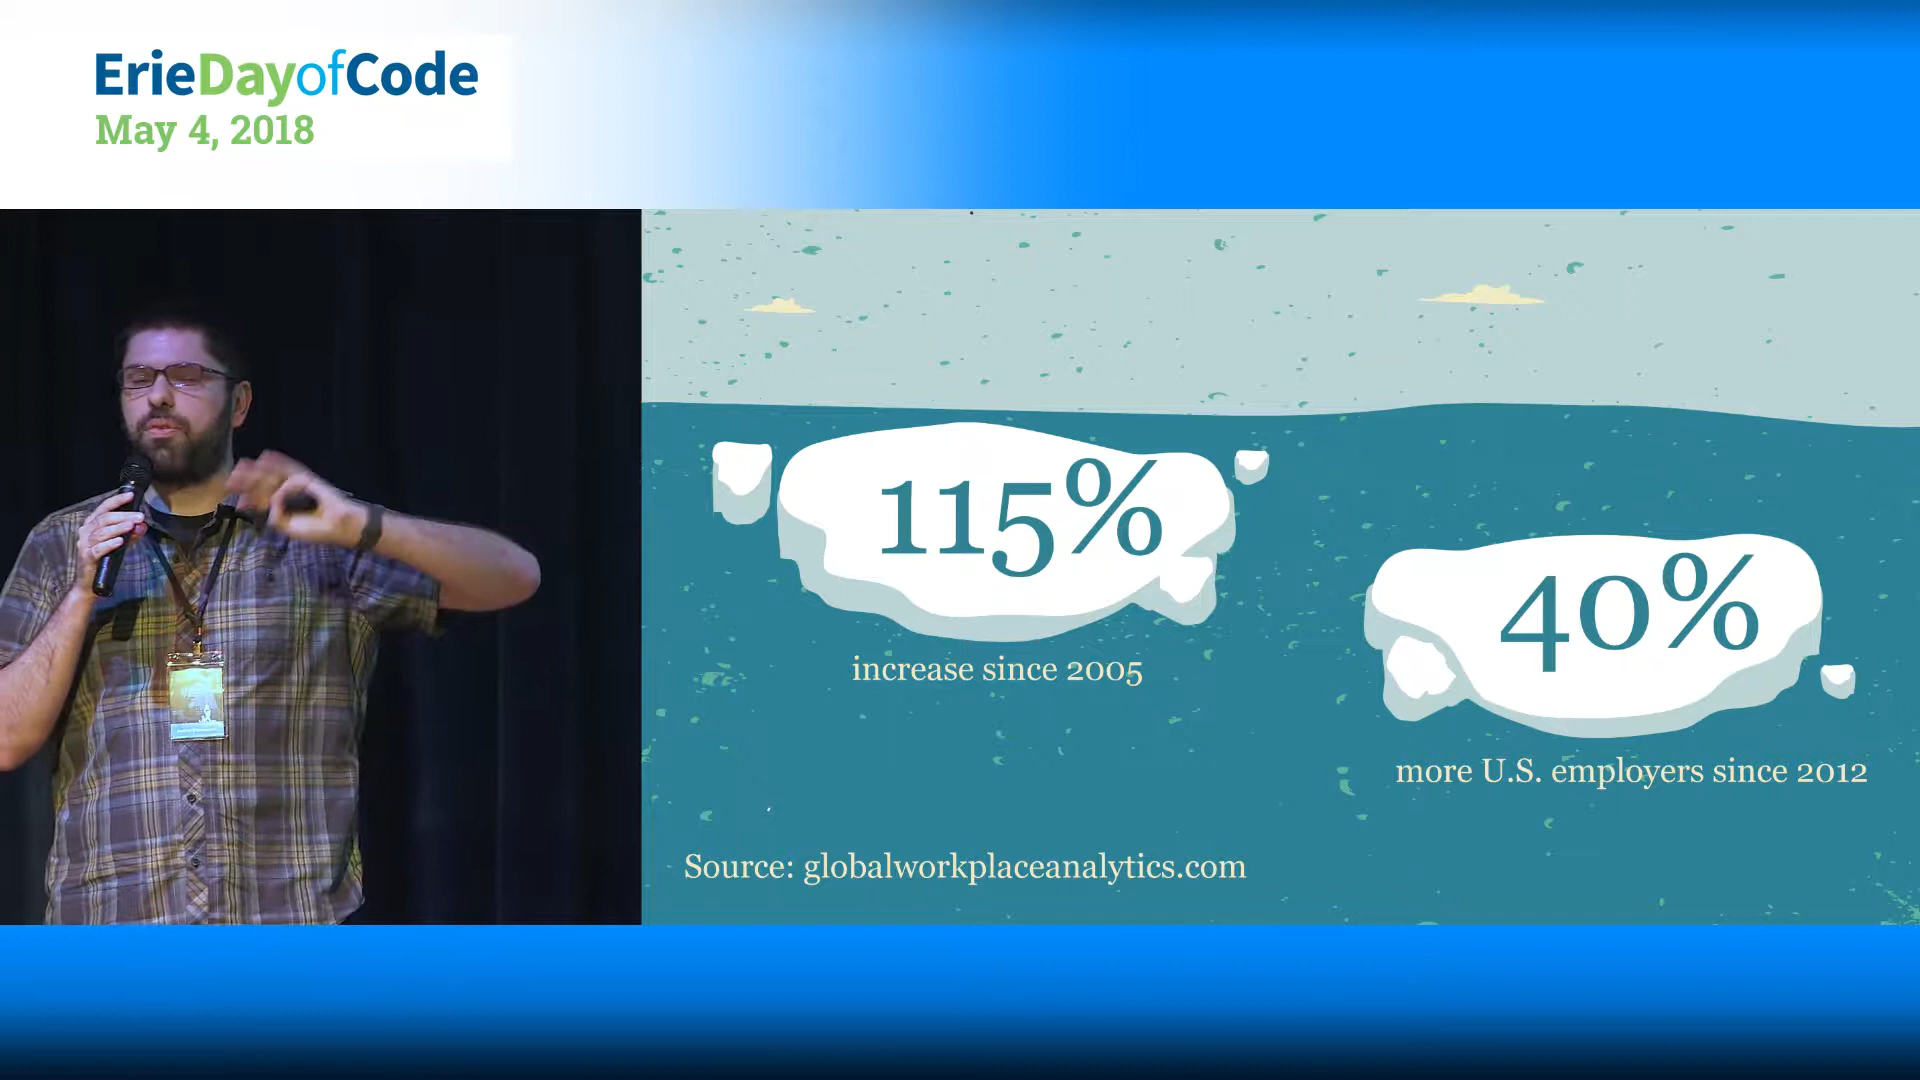 ErieDayofCode
May 4, 2018
115%
increase since 2005
40%
more U.S. employers since 2012
Source: globalworkplaceanalytics.com